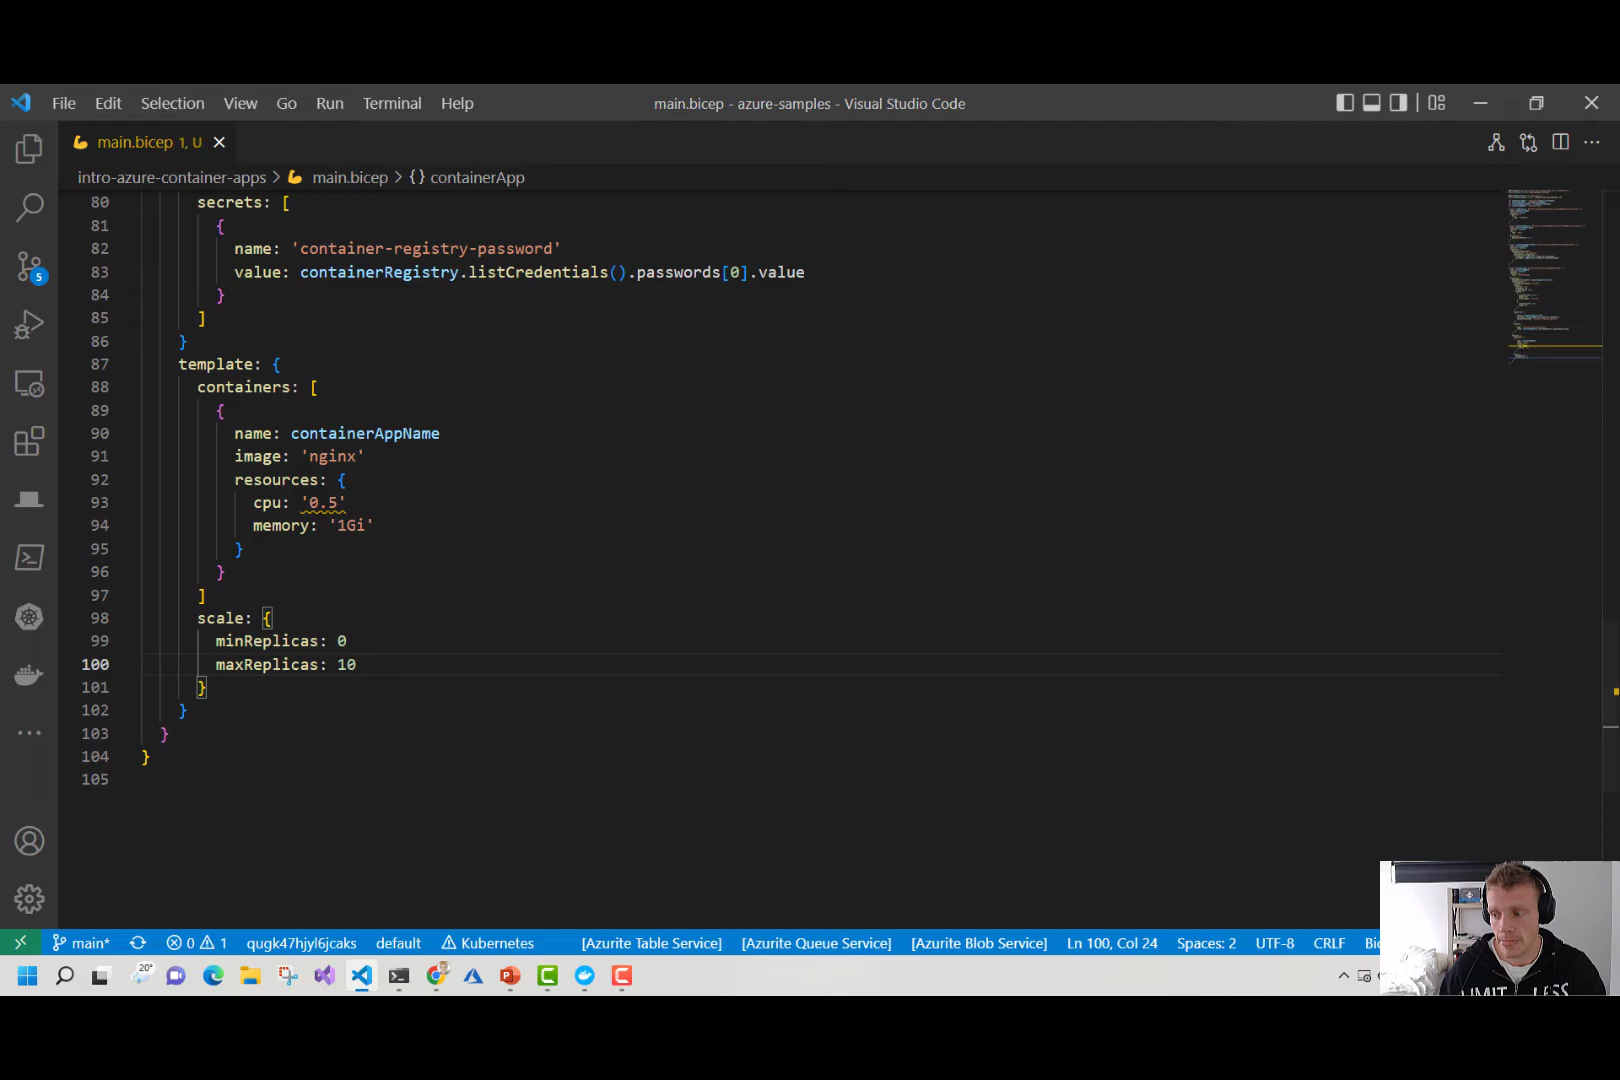 File Edit Selection View Go Run Terminal Help
main.bicep - azure-samples - Visual Studio Code
main.bicep 1, U
intro-azure-container-apps > main.bicep > {} containerApp
80 secrets: [
81 {
82 name: 'container-registry-password'
83 value: containerRegistry.listCredentials().passwords[0].value
84 }
85 ]
86 }
87 template: {
88 containers: [
89 {
90 name: containerAppName
91 image: 'nginx'
92 resources: {
93 cpu: '0.5'
94 memory: '1Gi'
95 }
96 }
97 ]
98 scale: {
99 minReplicas: 0
100 maxReplicas: 10
101 }
102 }
103 }
104 }
105
5
main* 0 1 qugk47hjyl6jcaks default Kubernetes [Azurite Table Service] [Azurite Queue Service] [Azurite Blob Service] Ln 100, Col 24 Spaces: 2 UTF-8 CRLF
20°
LIMIT LESS